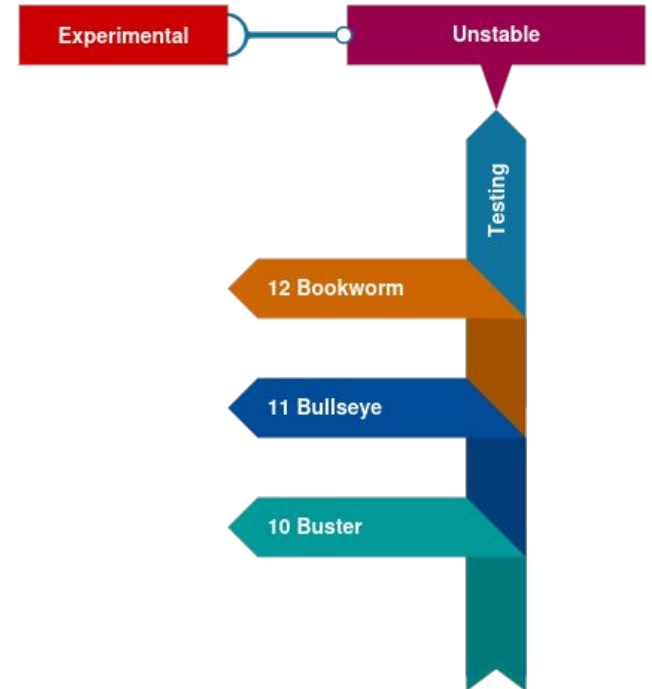 Experimental
Unstable
Testing
12 Bookworm
11 Bullseye
10 Buster